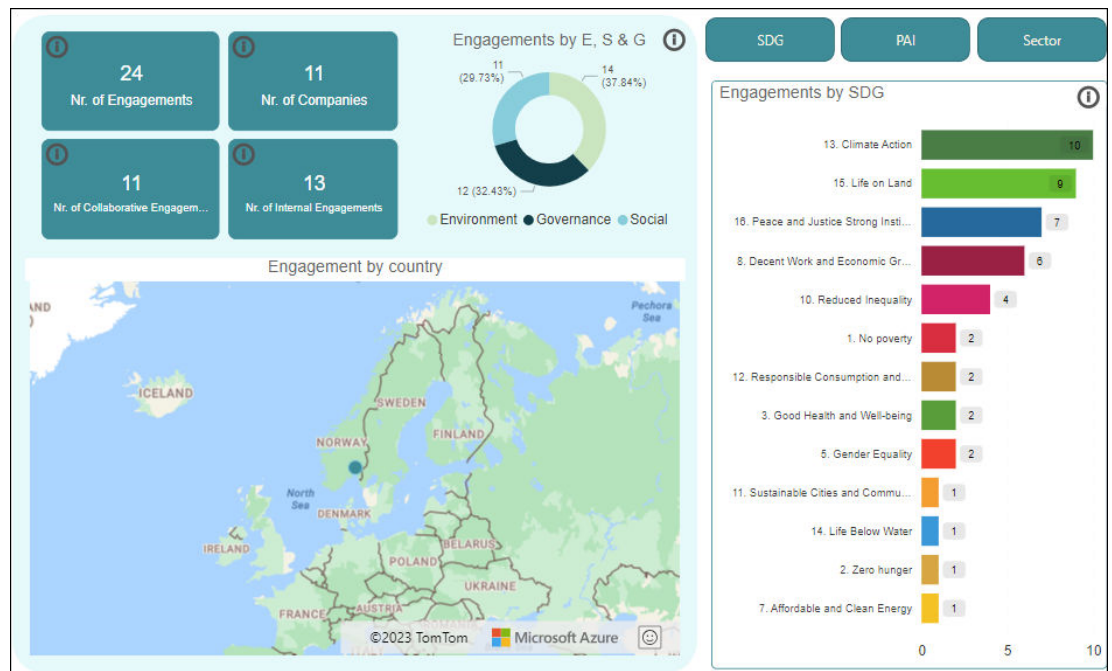 24
Nr. of Engagements
11
Nr. of Companies
11
Nr. of Collaborative Engagem...
13
Nr. of Internal Engagements
Engagements by E, S & G
11
(29.73%)
14
(37.84%)
12 (32.43%)
Environment Governance Social
SDG
PAI
Sector
Engagement by country
Pechora
Sea
AND
)
ICELAND
SWEDEN
NORWAY
FINLAND
North
Sea
DENMARK
IRELAND
BELARUS
POLAND
UKRAINE
FRANCE
AUSTRIA
©2023 TomTom Microsoft Azure
Engagements by SDG
13. Climate Action 10
15. Life on Land 9
16. Peace and Justice Strong Insti... 7
8. Decent Work and Economic Gr... 6
10. Reduced Inequality 4
1. No poverty 2
12. Responsible Consumption and... 2
3. Good Health and Well-being 2
5. Gender Equality 2
11. Sustainable Cities and Commu... 1
14. Life Below Water 1
2. Zero hunger 1
7. Affordable and Clean Energy 1
0 5 10